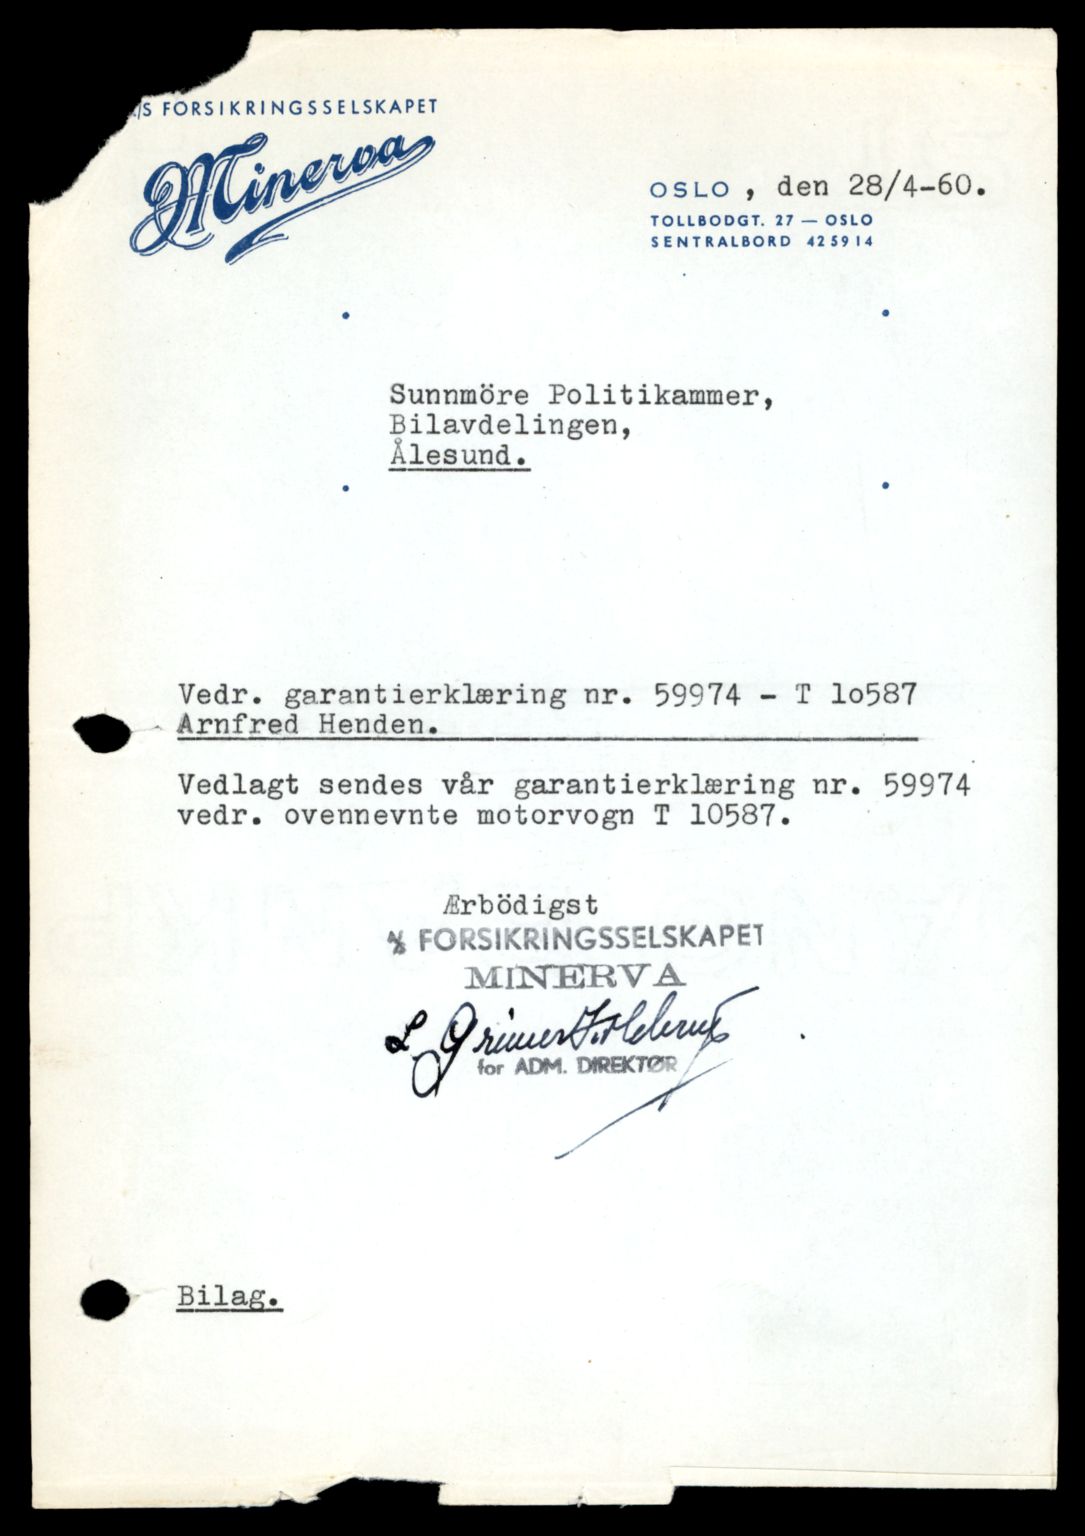 A/S FORSIKRINGSSELSKAPET
Minerva
OSLO , den 28/4-60.
TOLLBODGT. 27 — OSLO
SENTRALBORD 425914
Sunnmöre Politikammer,
Bilavdelingen,
Ålesund.
Vedr. garantierklæring nr. 59974 - T 1o587
Arnfred Henden.
Vedlagt sendes vår garantierklæring nr. 59974
vedr. ovennevnte motorvogn T 10587.
Ærbödigst
A/S FORSIKRINGSSELSKAPET
MINERVA
for ADM. DIREKTØR
Bilag.